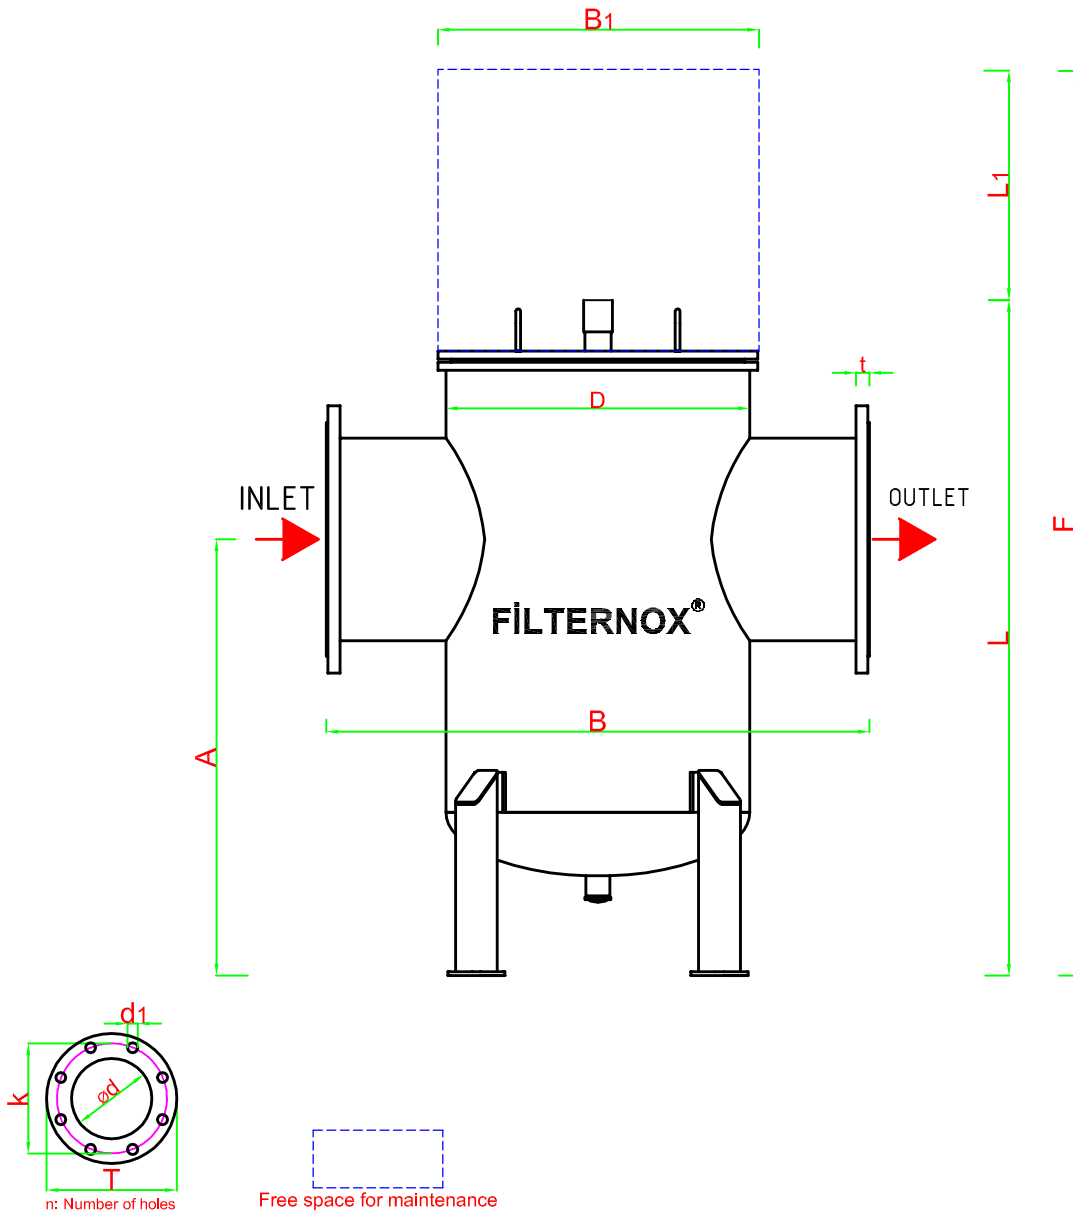 B1
L1
t
D
INLET
OUTLET
F
FİLTERNOX®
L
B
A
d1
k
ød
T
n: Number of holes
Free space for maintenance